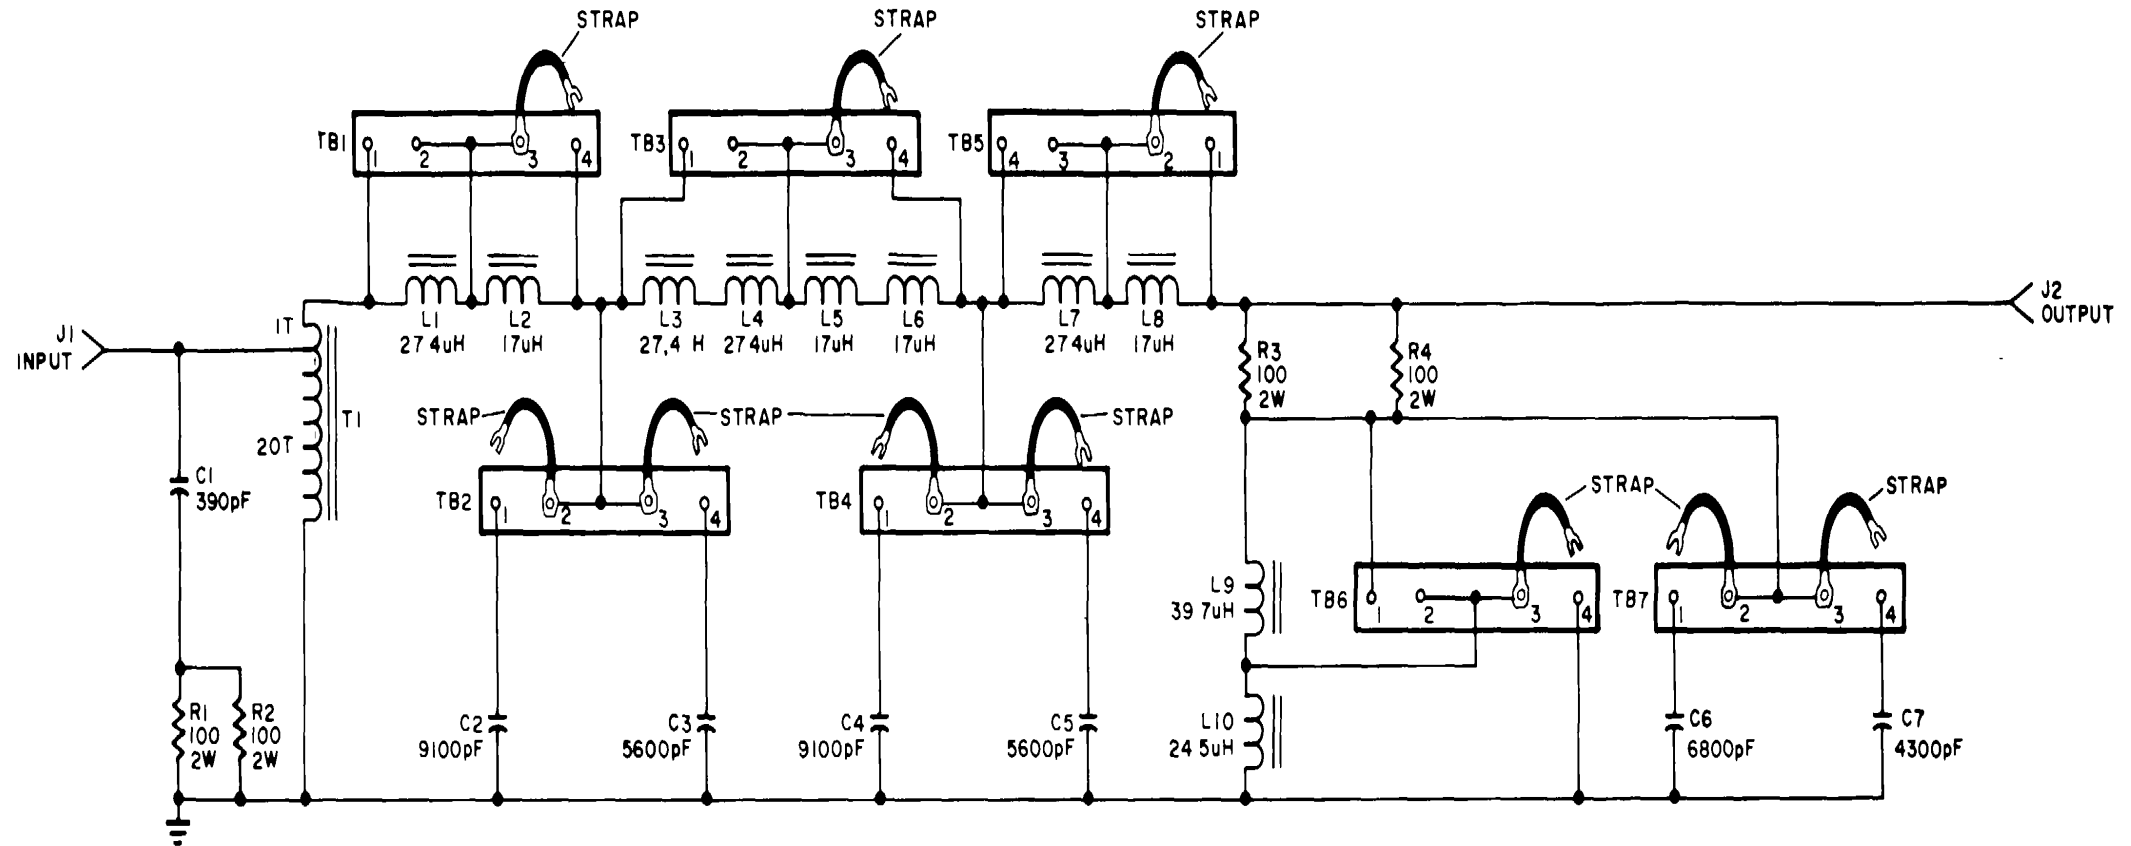 STRAP
STRAP
STRAP
TB1
1
2
3
4
TB3
1
2
3
4
TB5
4
3
2
1
J1
INPUT
1T
20T
T1
L1
27 4uH
L2
17uH
L3
27,4 H
L4
27 4uH
L5
17uH
L6
17uH
L7
27 4uH
L8
17uH
J2
OUTPUT
R3
100
2W
R4
100
2W
STRAP
STRAP
STRAP
C1
390pF
TB2
1
2
3
4
TB4
1
2
3
4
STRAP
STRAP
L9
39 7uH
TB6
1
2
3
4
TB7
1
2
3
4
R1
100
2W
R2
100
2W
C2
9100pF
C3
5600pF
C4
9100pF
C5
5600pF
L10
24 5uH
C6
6800pF
C7
4300pF